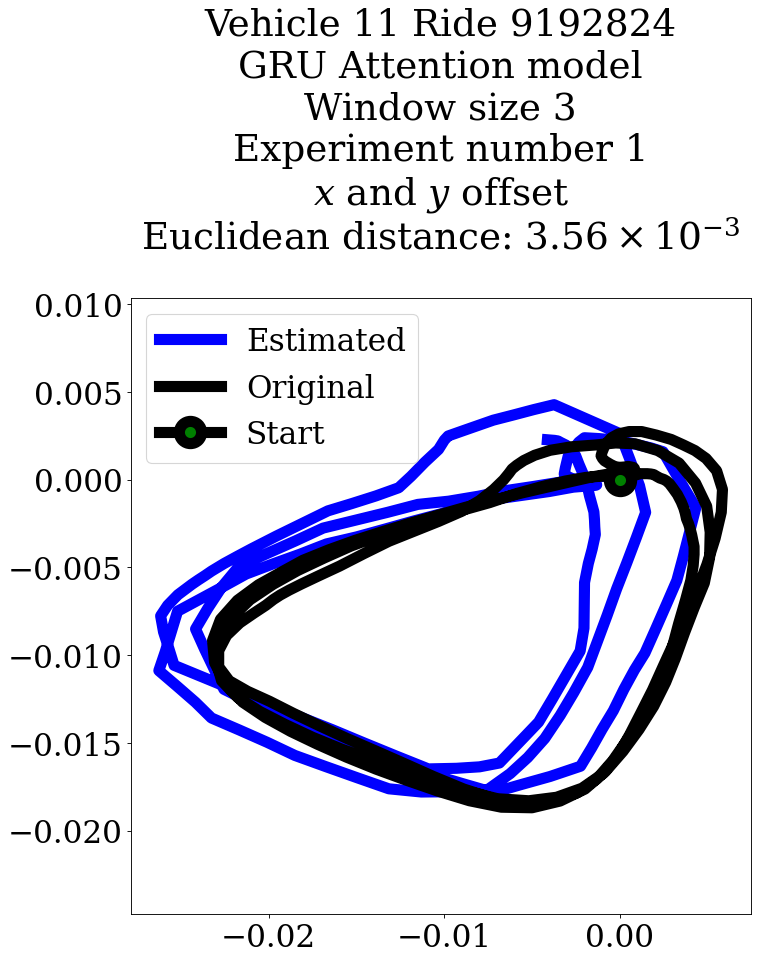 Vehicle 11 Ride 9192824
GRU Attention model
Window size 3
Experiment number 1
x and y offset
Euclidean distance: 3.56 × 10⁻³
0.010
0.005
0.000
−0.005
−0.010
−0.015
−0.020
Estimated
Original
Start
−0.02
−0.01
0.00